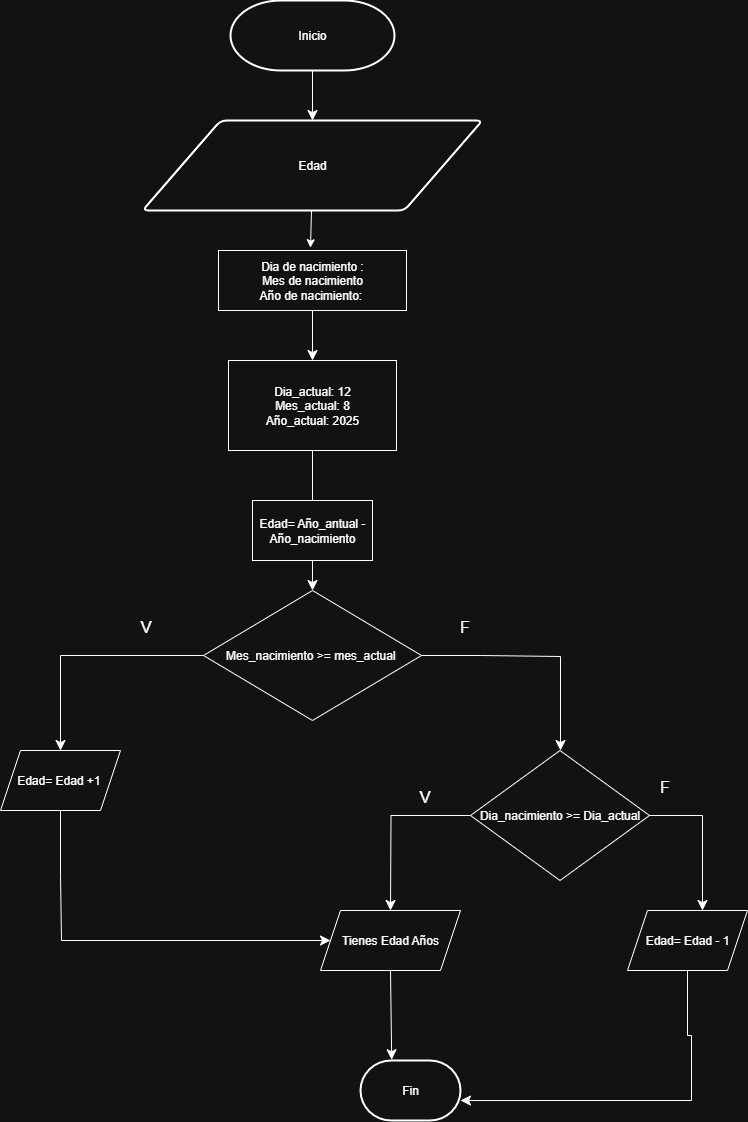 Inicio
Edad
Dia de nacimiento :
Mes de nacimiento
Año de nacimiento:
Dia_actual: 12
Mes_actual: 8
Año_actual: 2025
Edad= Año_antual -
Año_nacimiento
V
F
Mes_nacimiento >= mes_actual
Edad= Edad +1
V
F
Dia_nacimiento >= Dia_actual
Tienes Edad Años
Edad= Edad - 1
Fin